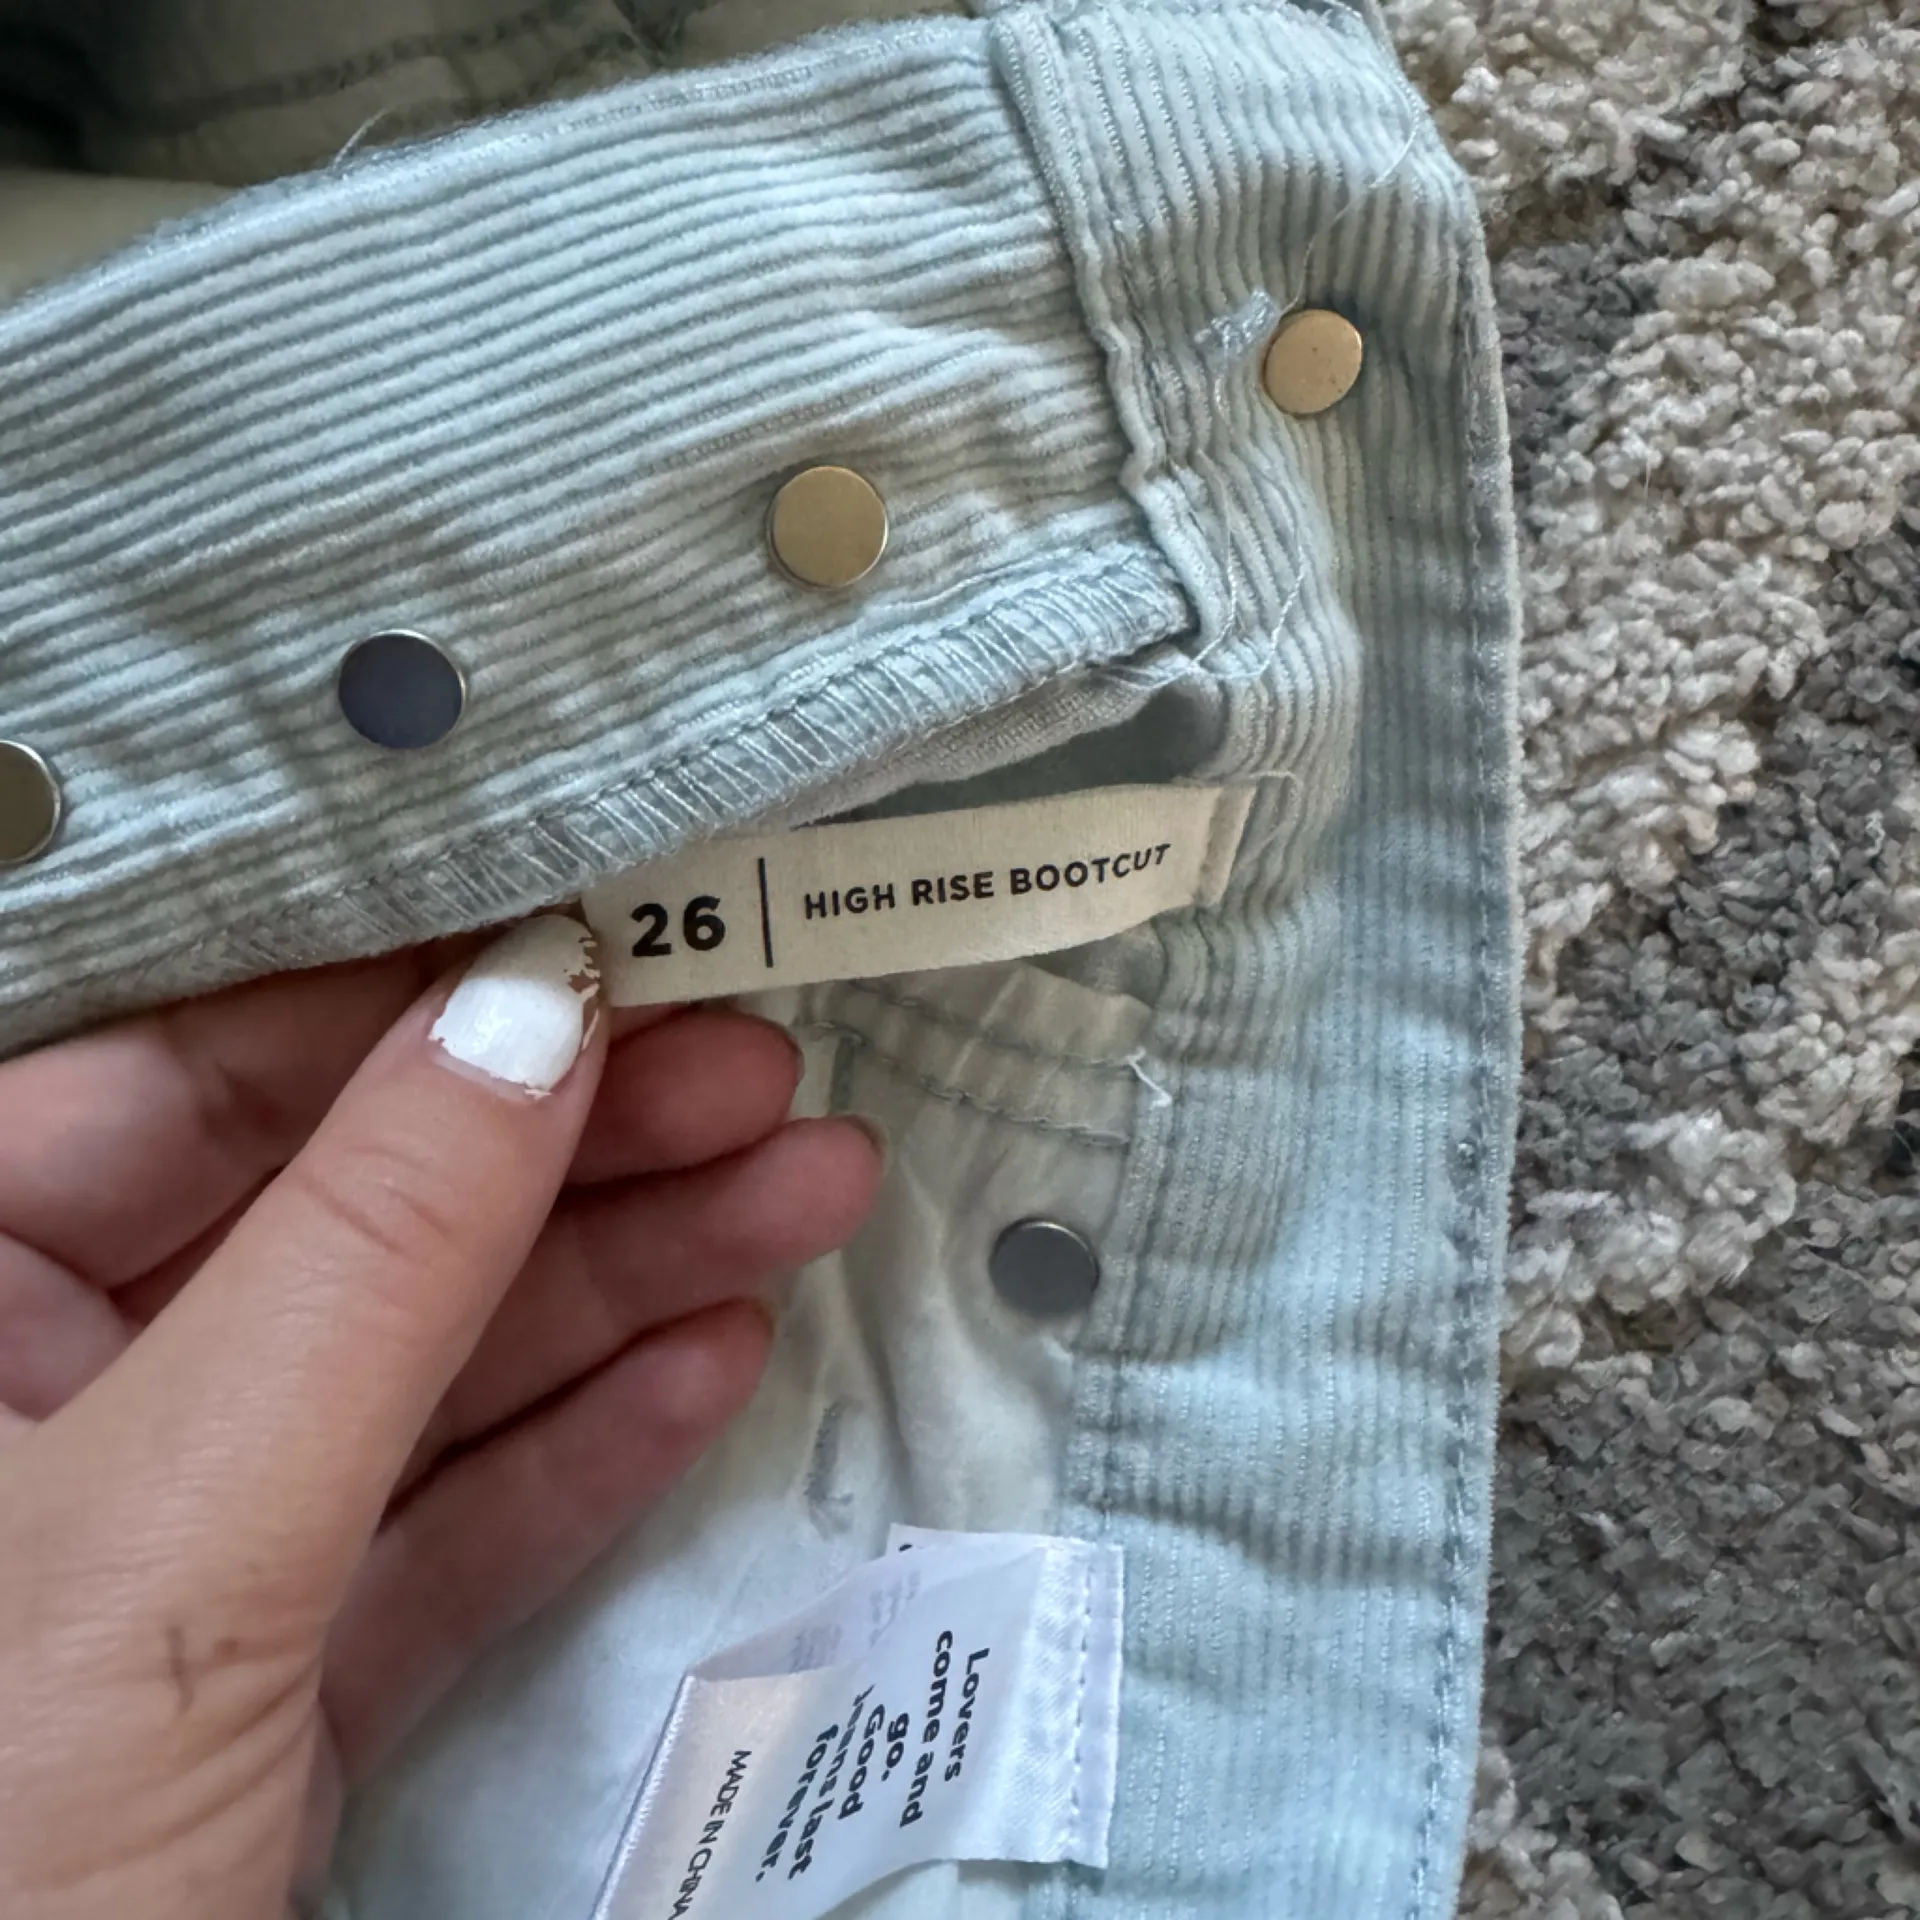 26 | HIGH RISE BOOTCUT
Lovers
come and
go.
Good
jeans last
forever.
MADE IN CHINA